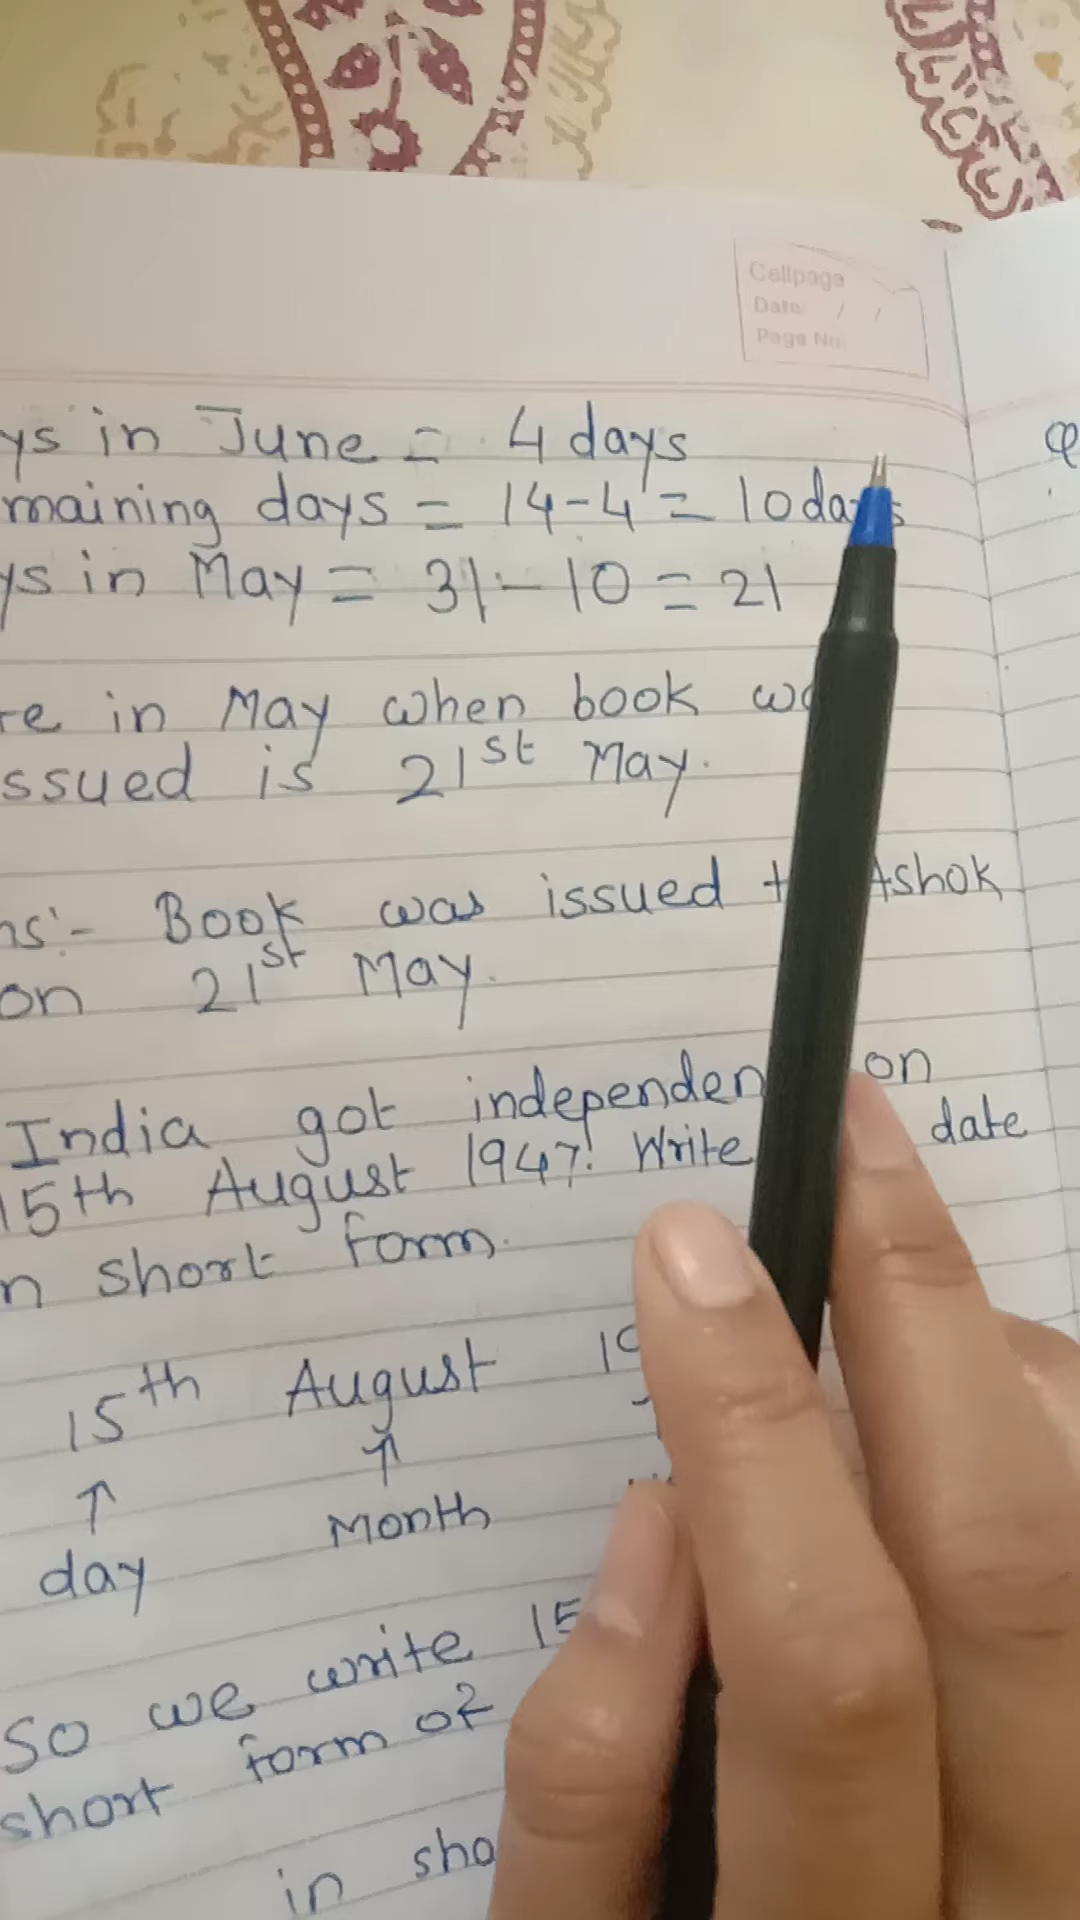 Callpage
Date: / /
Page No:
ys in June = 4 days
maining days = 14-4 = 10 days
ys in May = 31 - 10 = 21
in May when book
ssued is 21st May.
ns:- Book was issued Ashok
on 21st May.
India got independen on
15th August 1947. Write date
n short form.
15th August 19
↑ ↑
day Month
So we write 15
short form of
in sho